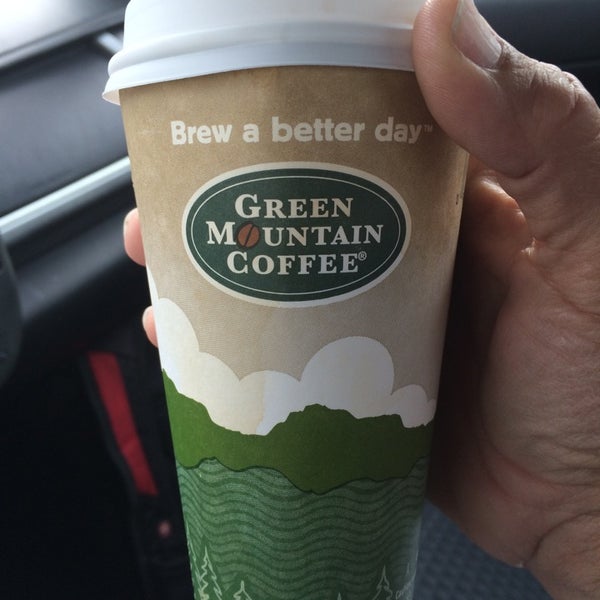 Brew a better day™
GREEN
MOUNTAIN
COFFEE®